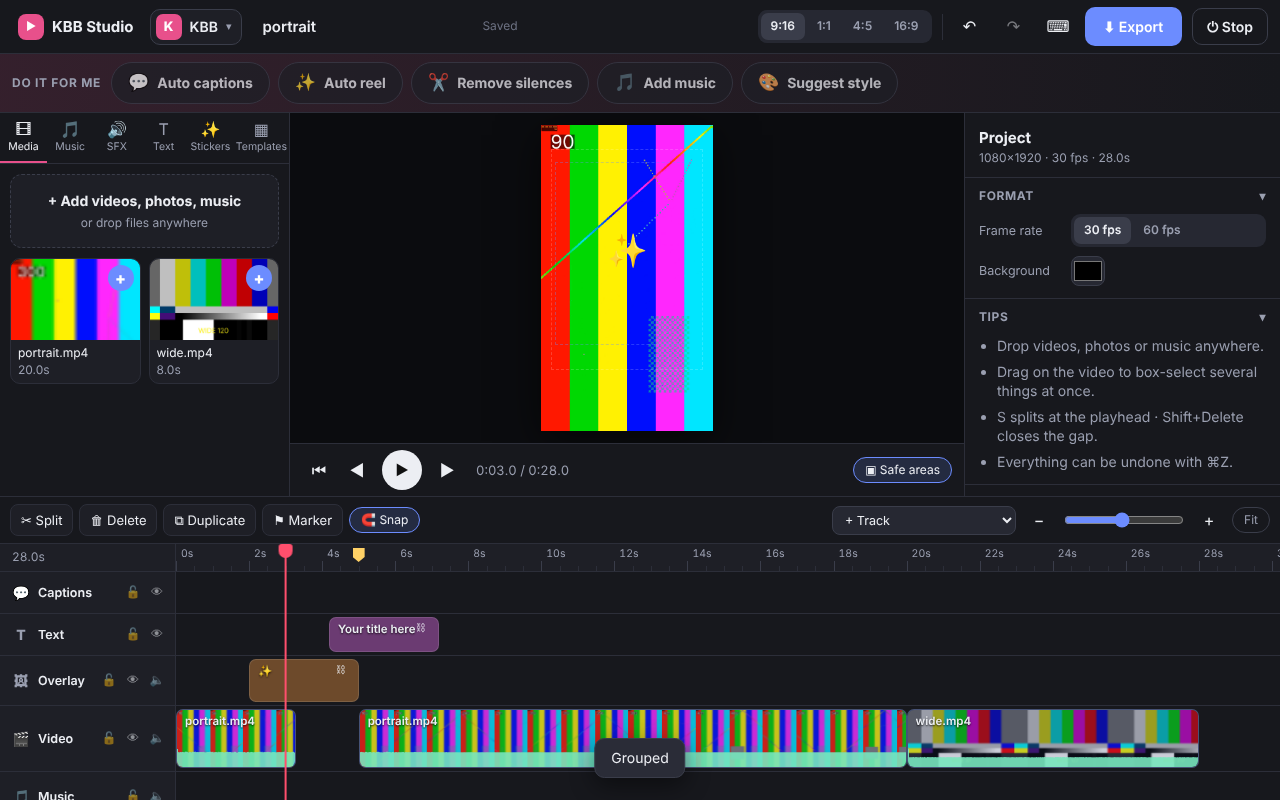 KBB Studio
K KBB
portrait
Saved
9:16 1:1 4:5 16:9
Export
Stop
DO IT FOR ME
Auto captions
Auto reel
Remove silences
Add music
Suggest style
Media
Music
SFX
T
Text
Stickers
Templates
+ Add videos, photos, music
or drop files anywhere
300
+
portrait.mp4
20.0s
WIDE 120
+
wide.mp4
8.0s
90
0:03.0 / 0:28.0
Safe areas
Project
1080×1920 · 30 fps · 28.0s
FORMAT
Frame rate 30 fps 60 fps
Background
TIPS
• Drop videos, photos or music anywhere.
• Drag on the video to box-select several
things at once.
• S splits at the playhead · Shift+Delete
closes the gap.
• Everything can be undone with ⌘Z.
Split
Delete
Duplicate
Marker
Snap
+ Track
− +
Fit
28.0s
0s 2s 4s 6s 8s 10s 12s 14s 16s 18s 20s 22s 24s 26s 28s
Captions
T Text
Your title here
Overlay
Video
portrait.mp4
portrait.mp4
wide.mp4
Grouped
Music